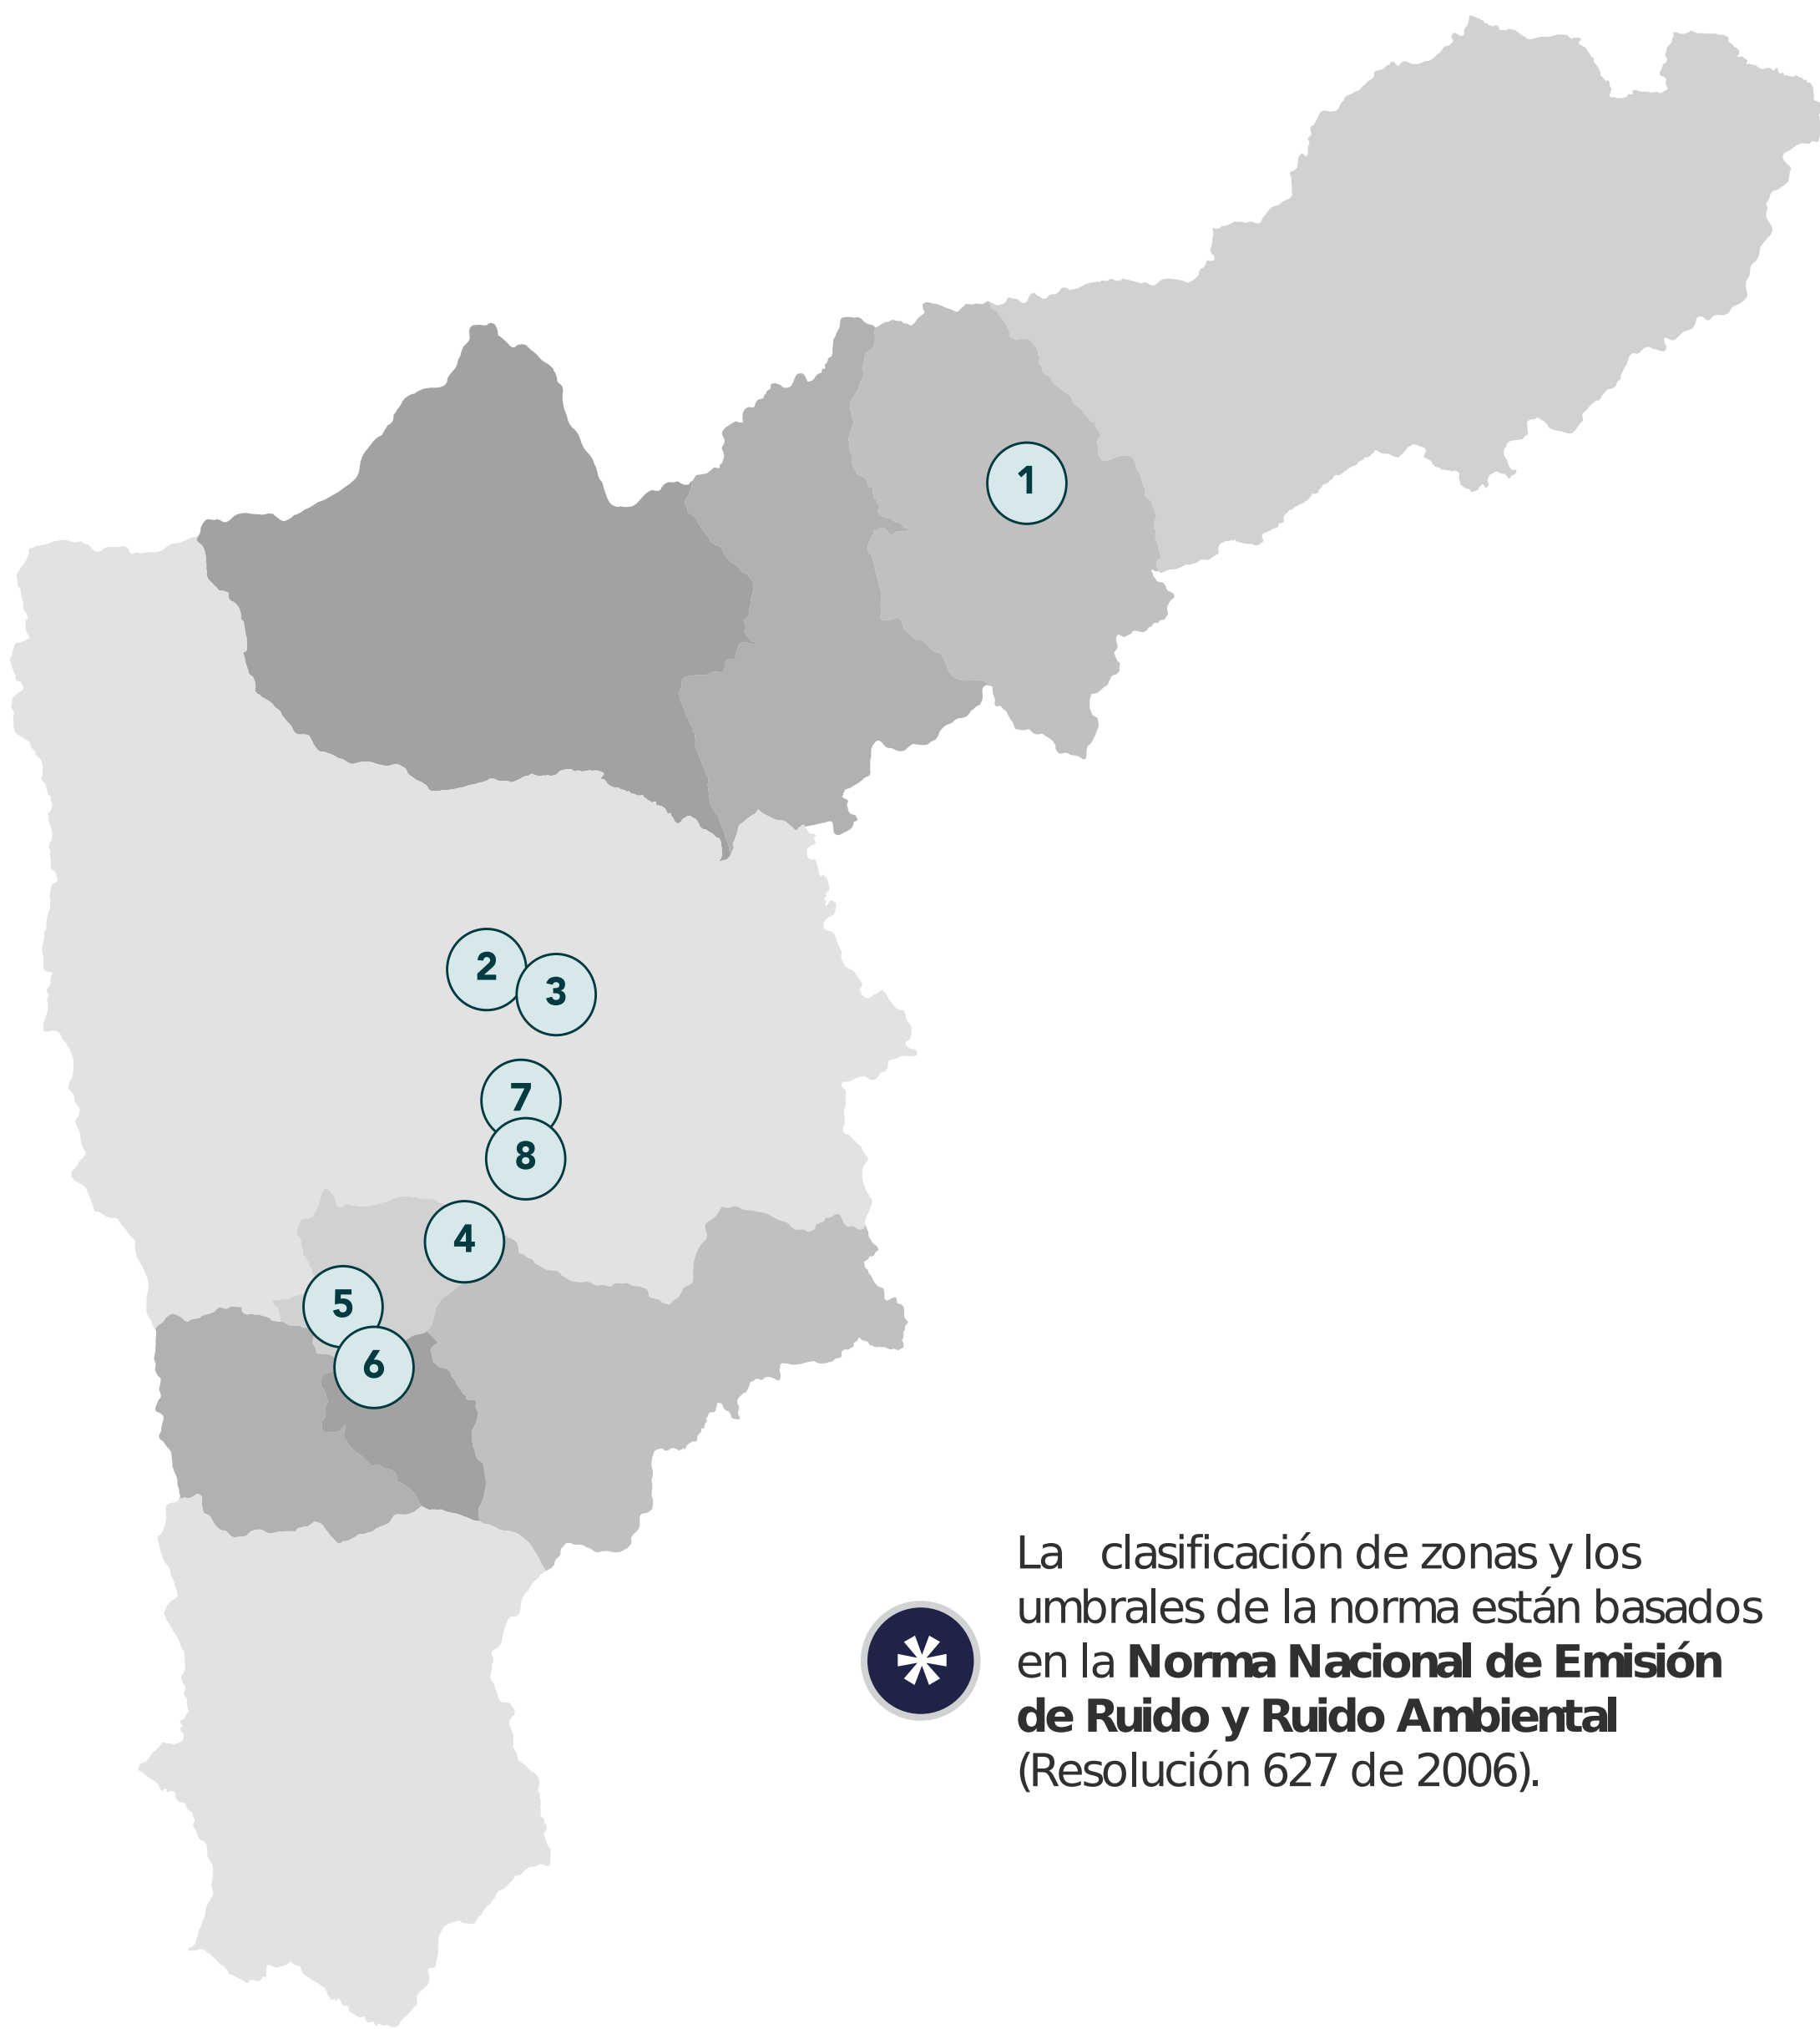 1
2
3
7
8
4
5
6
La clasificación de zonas y los
umbrales de la norma están basados
en la Norma Nacional de Emisión
de Ruido y Ruido Ambiental
(Resolución 627 de 2006).